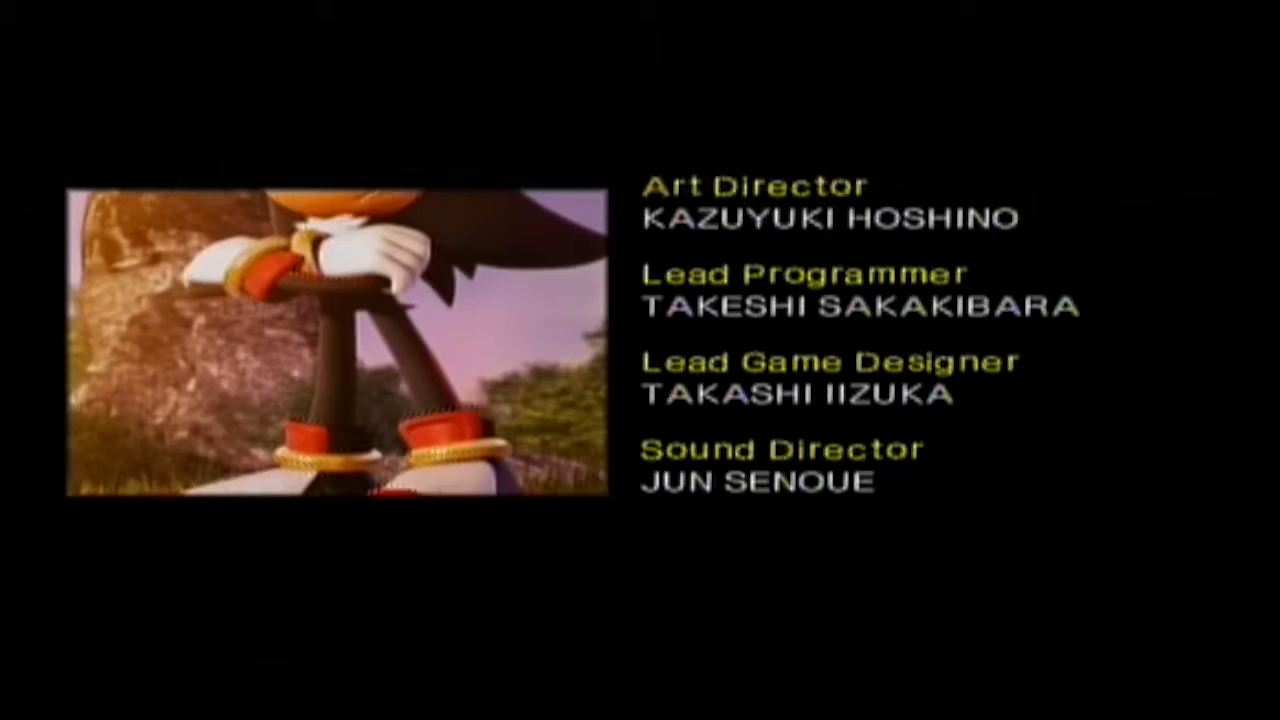 Art Director
KAZUYUKI HOSHINO
Lead Programmer
TAKESHI SAKAKIBARA
Lead Game Designer
TAKASHI IIZUKA
Sound Director
JUN SENOUE